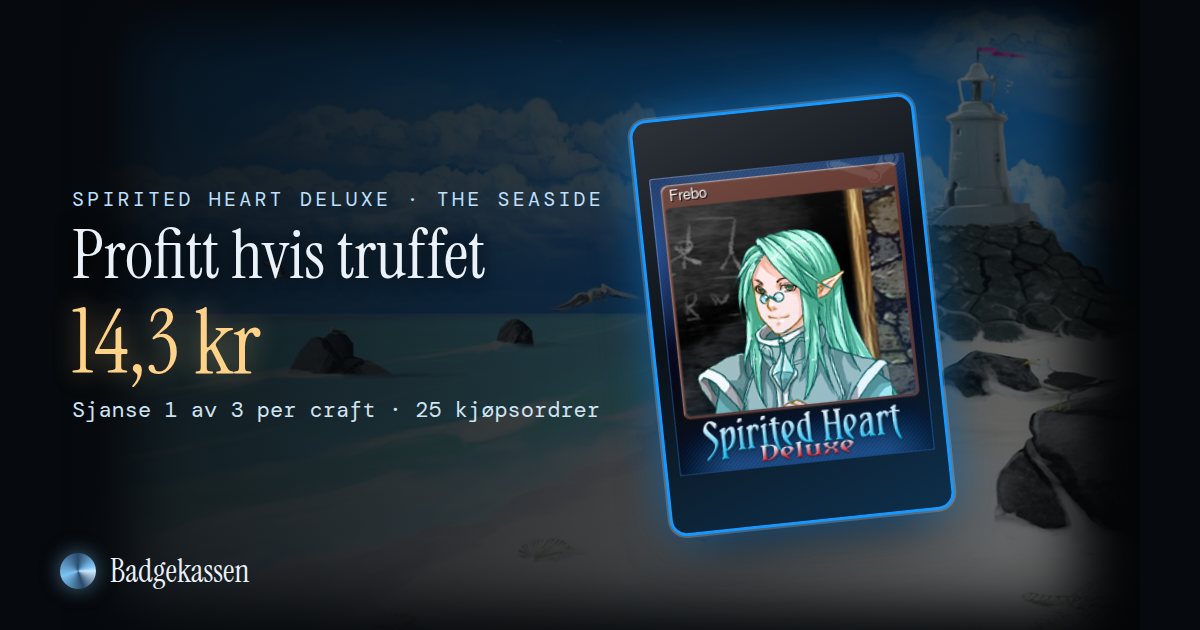 SPIRITED HEART DELUXE · THE SEASIDE
Profitt hvis truffet
14,3 kr
Sjanse 1 av 3 per craft · 25 kjøpsordrer
Frebo
Spirited Heart
Deluxe
Badgekassen